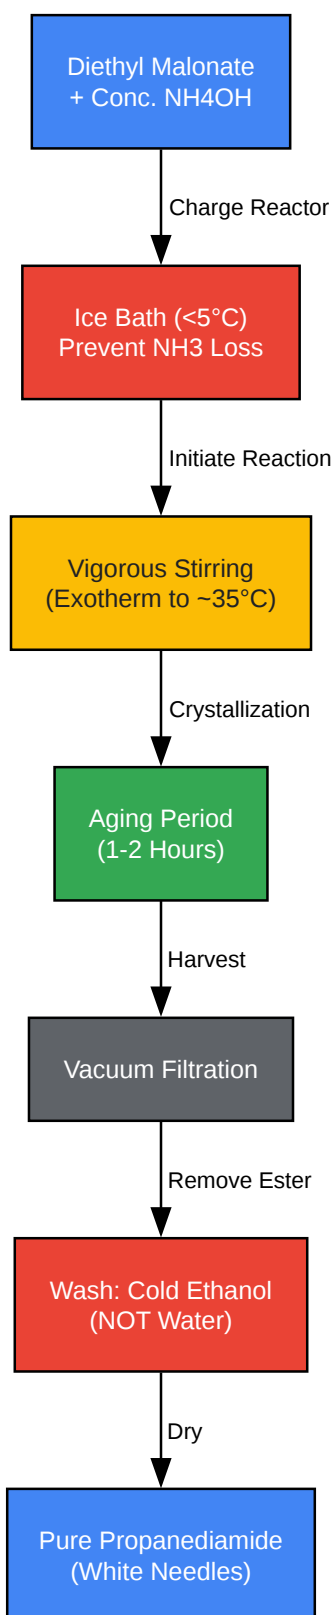 Diethyl Malonate
+ Conc. NH4OH
Charge Reactor
Ice Bath (<5°C)
Prevent NH3 Loss
Initiate Reaction
Vigorous Stirring
(Exotherm to ~35°C)
Crystallization
Aging Period
(1-2 Hours)
Harvest
Vacuum Filtration
Remove Ester
Wash: Cold Ethanol
(NOT Water)
Dry
Pure Propanediamide
(White Needles)